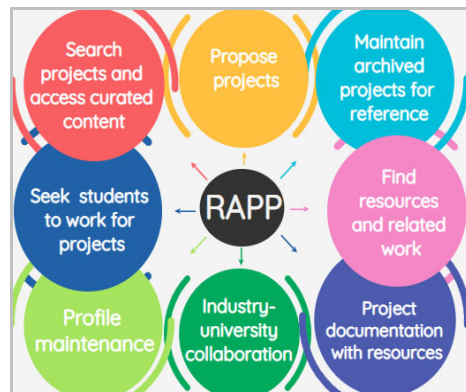 Search
projects and
access curated
content
Propose
projects
Maintain
archived
projects for
reference
Seek students
to work for
projects
RAPP
Find
resources
and related
work
Profile
maintenance
Industry-
university
collaboration
Project
documentation
with resources